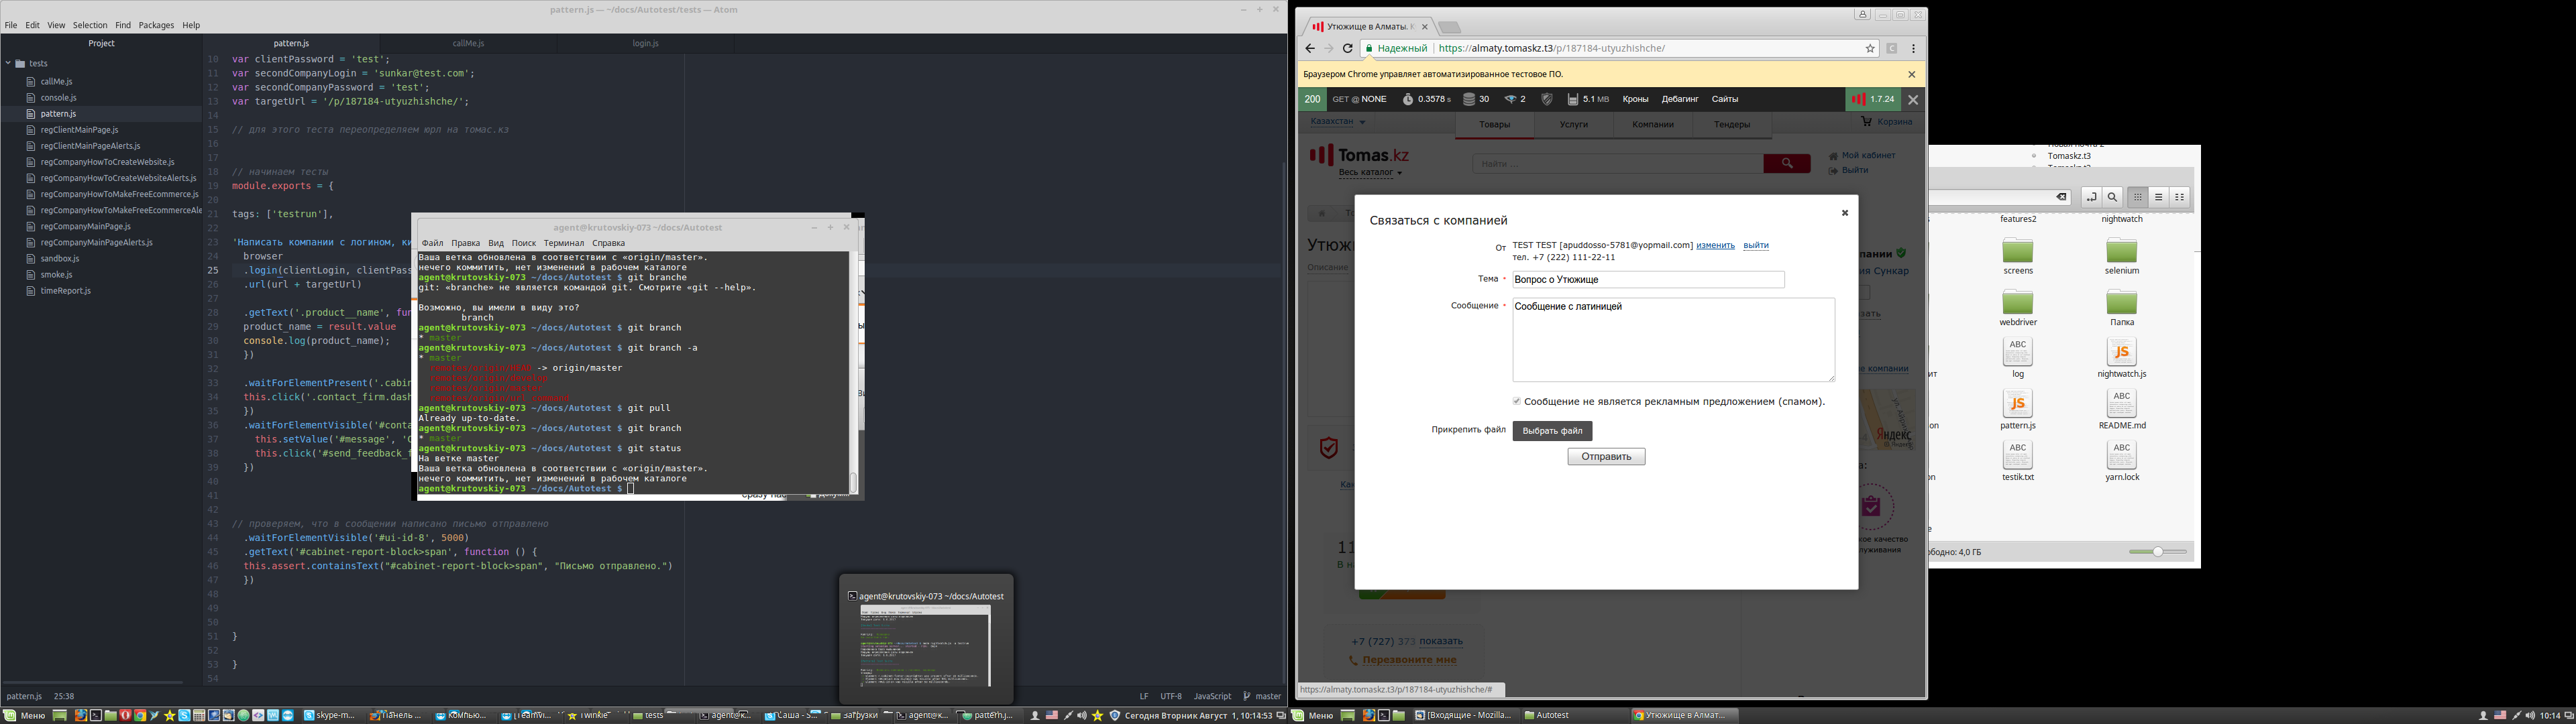 pattern.js — ~/docs/Autotest/tests — Atom
File Edit View Selection Find Packages Help
Project
tests
callMe.js
console.js
pattern.js
regClientMainPage.js
regClientMainPageAlerts.js
regCompanyHowToCreateWebsite.js
regCompanyHowToCreateWebsiteAlerts.js
regCompanyHowToMakeFreeEcommerce.js
regCompanyHowToMakeFreeEcommerceAle
regCompanyMainPage.js
regCompanyMainPageAlerts.js
sandbox.js
smoke.js
timeReport.js
pattern.js callMe.js login.js
10 var clientPassword = 'test';
11 var secondCompanyLogin = 'sunkar@test.com';
12 var secondCompanyPassword = 'test';
13 var targetUrl = '/p/187184-utyuzhishche/';
14
15 // для этого теста переопределяем юрл на томас.кз
16
17
18 // начинаем тесты
19 module.exports = {
20
21 tags: ['testrun'],
22
23 'Написать компании с логином, ки
24 browser
25 .login(clientLogin, clientPass
26 .url(url + targetUrl)
27
28 .getText('.product__name', fun
29 product_name = result.value
30 console.log(product_name);
31 })
32
33 .waitForElementPresent('.cabin
34 this.click('.contact_firm.dash
35 })
36 .waitForElementVisible('#conta
37 this.setValue('#message', 'С
38 this.click('#send_feedback_f
39 })
40
41
42
43 // проверяем, что в сообщении написано письмо отправлено
44 .waitForElementVisible('#ui-id-8', 5000)
45 .getText('#cabinet-report-block>span', function () {
46 this.assert.containsText("#cabinet-report-block>span", "Письмо отправлено.")
47 })
48
49
50
51 }
52
53 }
54
pattern.js 25:38 LF UTF-8 JavaScript master
agent@krutovskiy-073 ~/docs/Autotest
Файл Правка Вид Поиск Терминал Справка
Ваша ветка обновлена в соответствии с «origin/master».
нечего коммитить, нет изменений в рабочем каталоге
agent@krutovskiy-073 ~/docs/Autotest $ git branche
git: «branche» не является командой git. Смотрите «git --help».
Возможно, вы имели в виду это?
branch
agent@krutovskiy-073 ~/docs/Autotest $ git branch
* master
agent@krutovskiy-073 ~/docs/Autotest $ git branch -a
* master
remotes/origin/HEAD -> origin/master
agent@krutovskiy-073 ~/docs/Autotest $ git pull
Already up-to-date.
agent@krutovskiy-073 ~/docs/Autotest $ git branch
* master
agent@krutovskiy-073 ~/docs/Autotest $ git status
На ветке master
Ваша ветка обновлена в соответствии с «origin/master».
нечего коммитить, нет изменений в рабочем каталоге
agent@krutovskiy-073 ~/docs/Autotest $
agent@krutovskiy-073 ~/docs/Autotest
Утюжище в Алматы. К
Надежный https://almaty.tomaskz.t3/p/187184-utyuzhishche/
Браузером Chrome управляет автоматизированное тестовое ПО.
200 GET @ NONE 0.3578 s 30 2 5.1 MB Кроны Дебагинг Сайты 1.7.24
Казахстан Товары Услуги Компании Тендеры Корзина
Tomas.kz
Весь каталог
Найти ...
Мой кабинет
Выйти
Связаться с компанией
От TEST TEST [apuddosso-5781@yopmail.com] изменить выйти
тел. +7 (222) 111-22-11
Тема * Вопрос о Утюжище
Сообщение * Сообщение с латиницей
Сообщение не является рекламным предложением (спамом).
Прикрепить файл Выбрать файл
Отправить
Описание
Яндекс
+7 (727) 373 показать
Перезвоните мне
https://almaty.tomaskz.t3/p/187184-utyuzhishche/#
Tomaskz.t3
features2 nightwatch
screens selenium
webdriver Папка
log nightwatch.js
pattern.js README.md
testik.txt yarn.lock
ободно: 4,0 ГБ
Меню skype-m... Панель ... Компью... [TeamVi... Twinkle tests agent@k... Саша - S... Загрузки agent@k... pattern.j... Сегодня Вторник Август 1, 10:14:53
Меню [Входящие - Mozilla... Autotest Утюжище в Алмат... 10:14